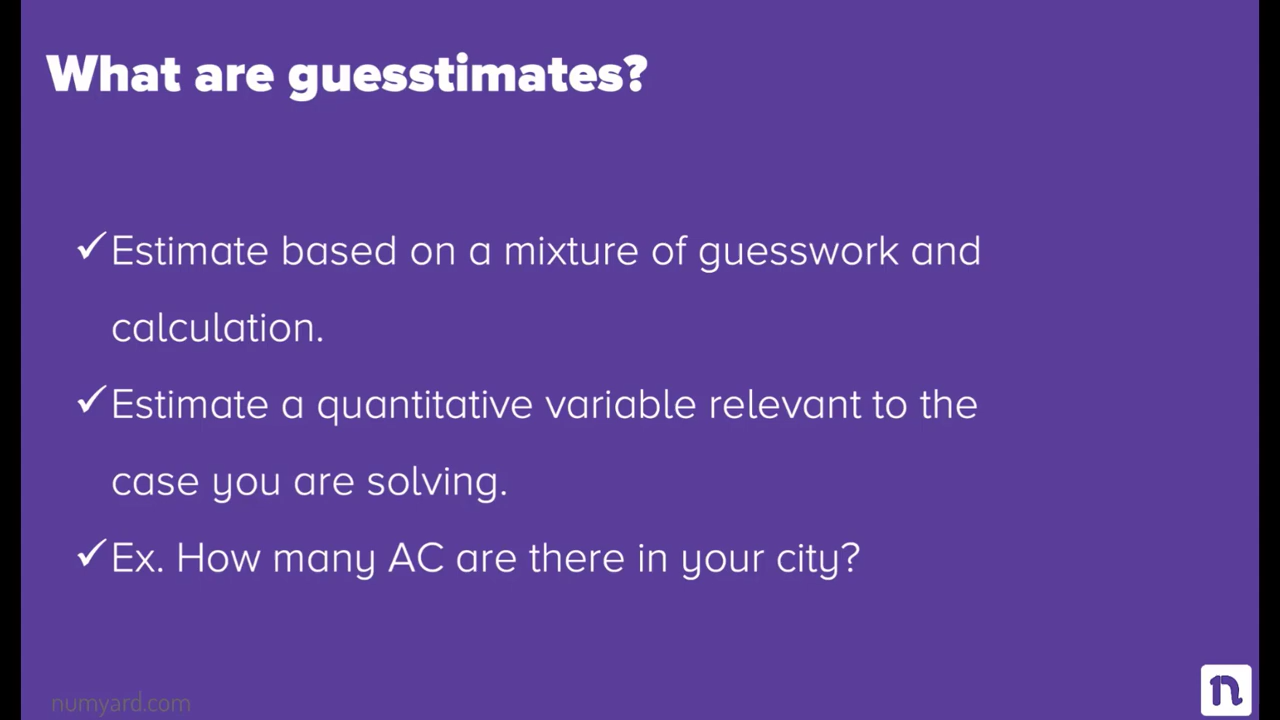 What are guesstimates?
✓Estimate based on a mixture of guesswork and
calculation.
✓Estimate a quantitative variable relevant to the
case you are solving.
✓Ex. How many AC are there in your city?
numyard.com
n